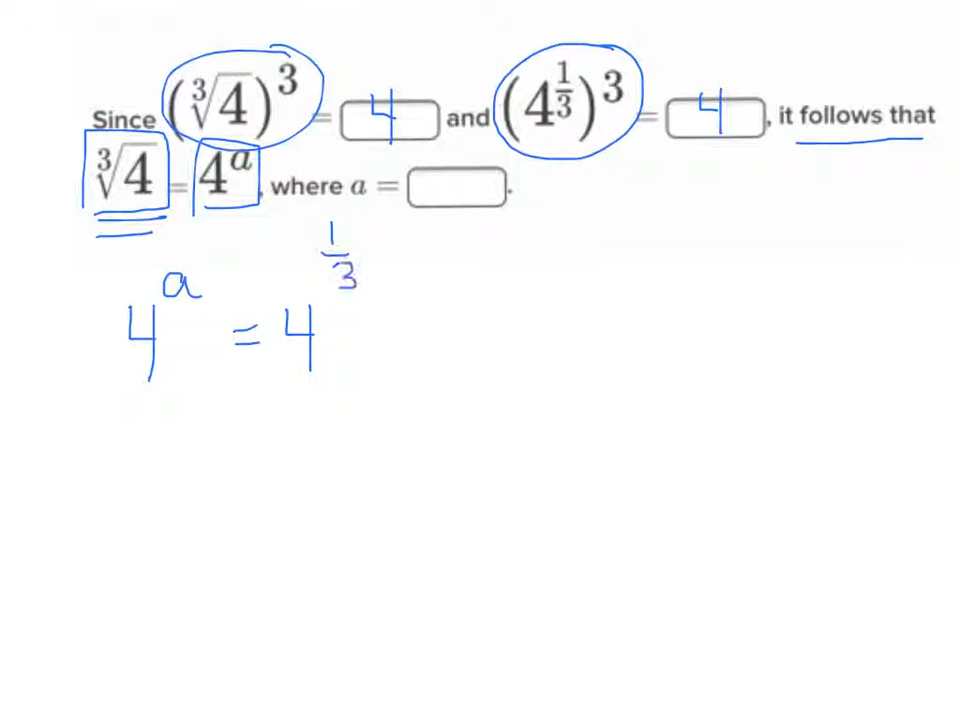 Since (∛4)³ = 4 and (4^(1/3))³ = 4, it follows that
∛4 = 4^a, where a = .
4^a = 4^(1/3)